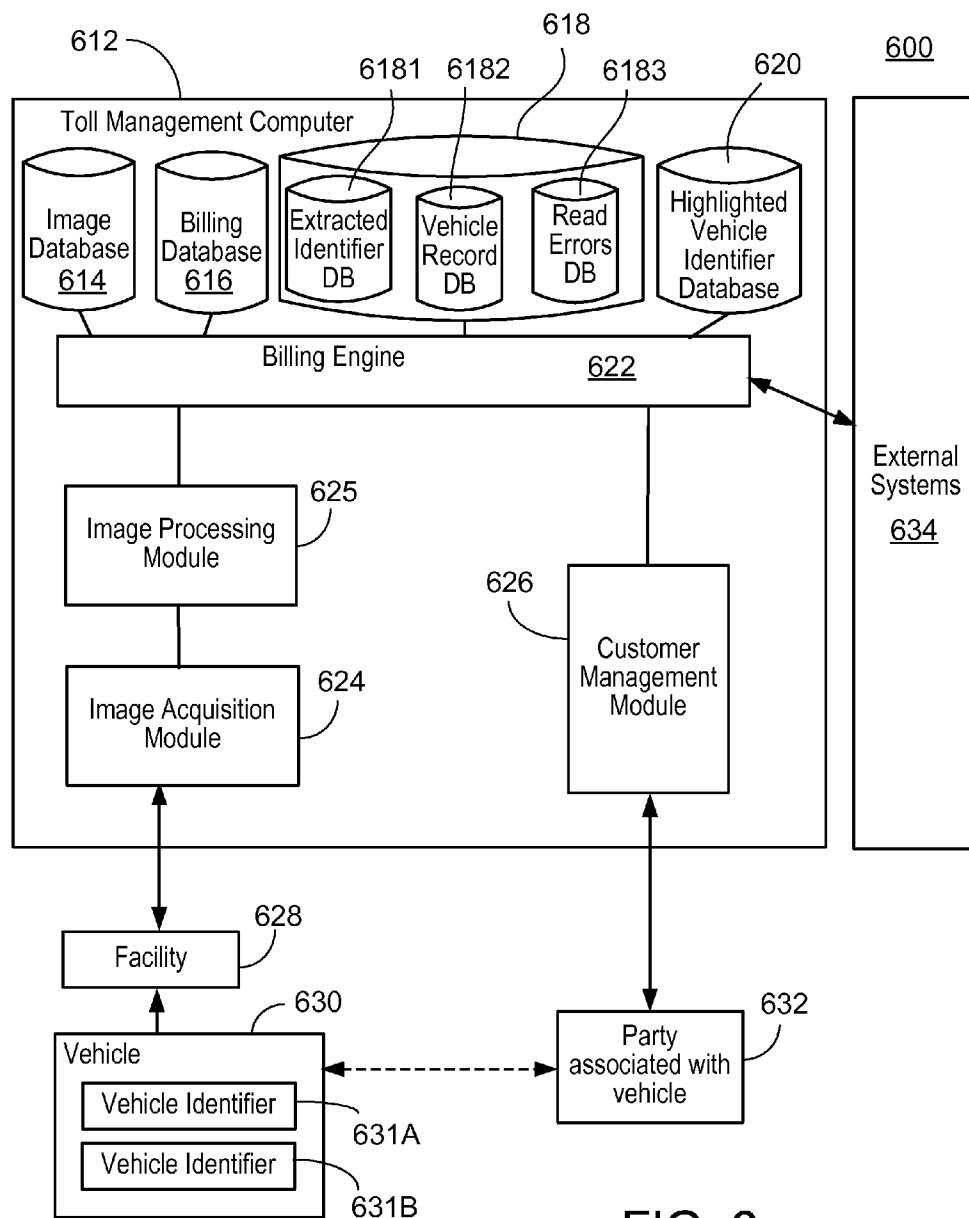 612
618
600
6181
6182
6183
620
Toll Management Computer
Image
Database
614
Billing
Database
616
Extracted
Identifier
DB
Vehicle
Record
DB
Read
Errors
DB
Highlighted
Vehicle
Identifier
Database
Billing Engine
622
External
Systems
634
625
Image Processing
Module
626
Customer
Management
Module
624
Image Acquisition
Module
628
Facility
630
Vehicle
Vehicle Identifier
631A
Vehicle Identifier
631B
632
Party
associated with
vehicle